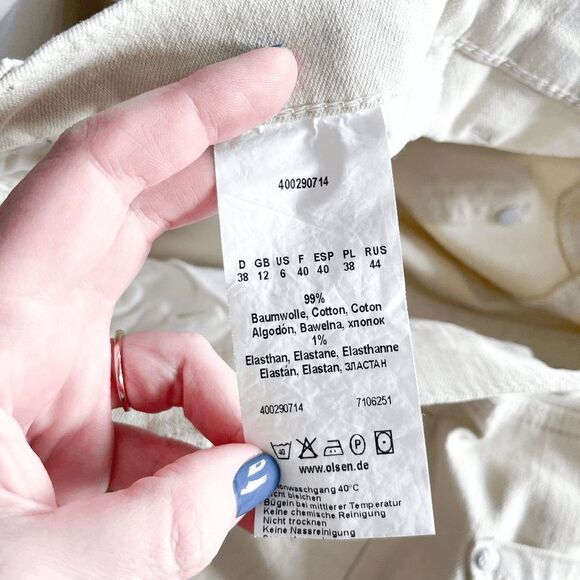 400290714
D GB US F ESP PL RUS
38 12 6 40 40 38 44
99%
Baumwolle, Cotton, Coton
Algodón, Bawełna, хлопок
1%
Elasthan, Elastane, Elasthanne
Elastán, Elastan, ЭЛАСТАН
400290714 7106251
40 P
www.olsen.de
40°C
bleichen
Bügeln bei mittlerer Temperatur
Keine chemische Reinigung
Nicht trocknen
Keine Nassreinigung